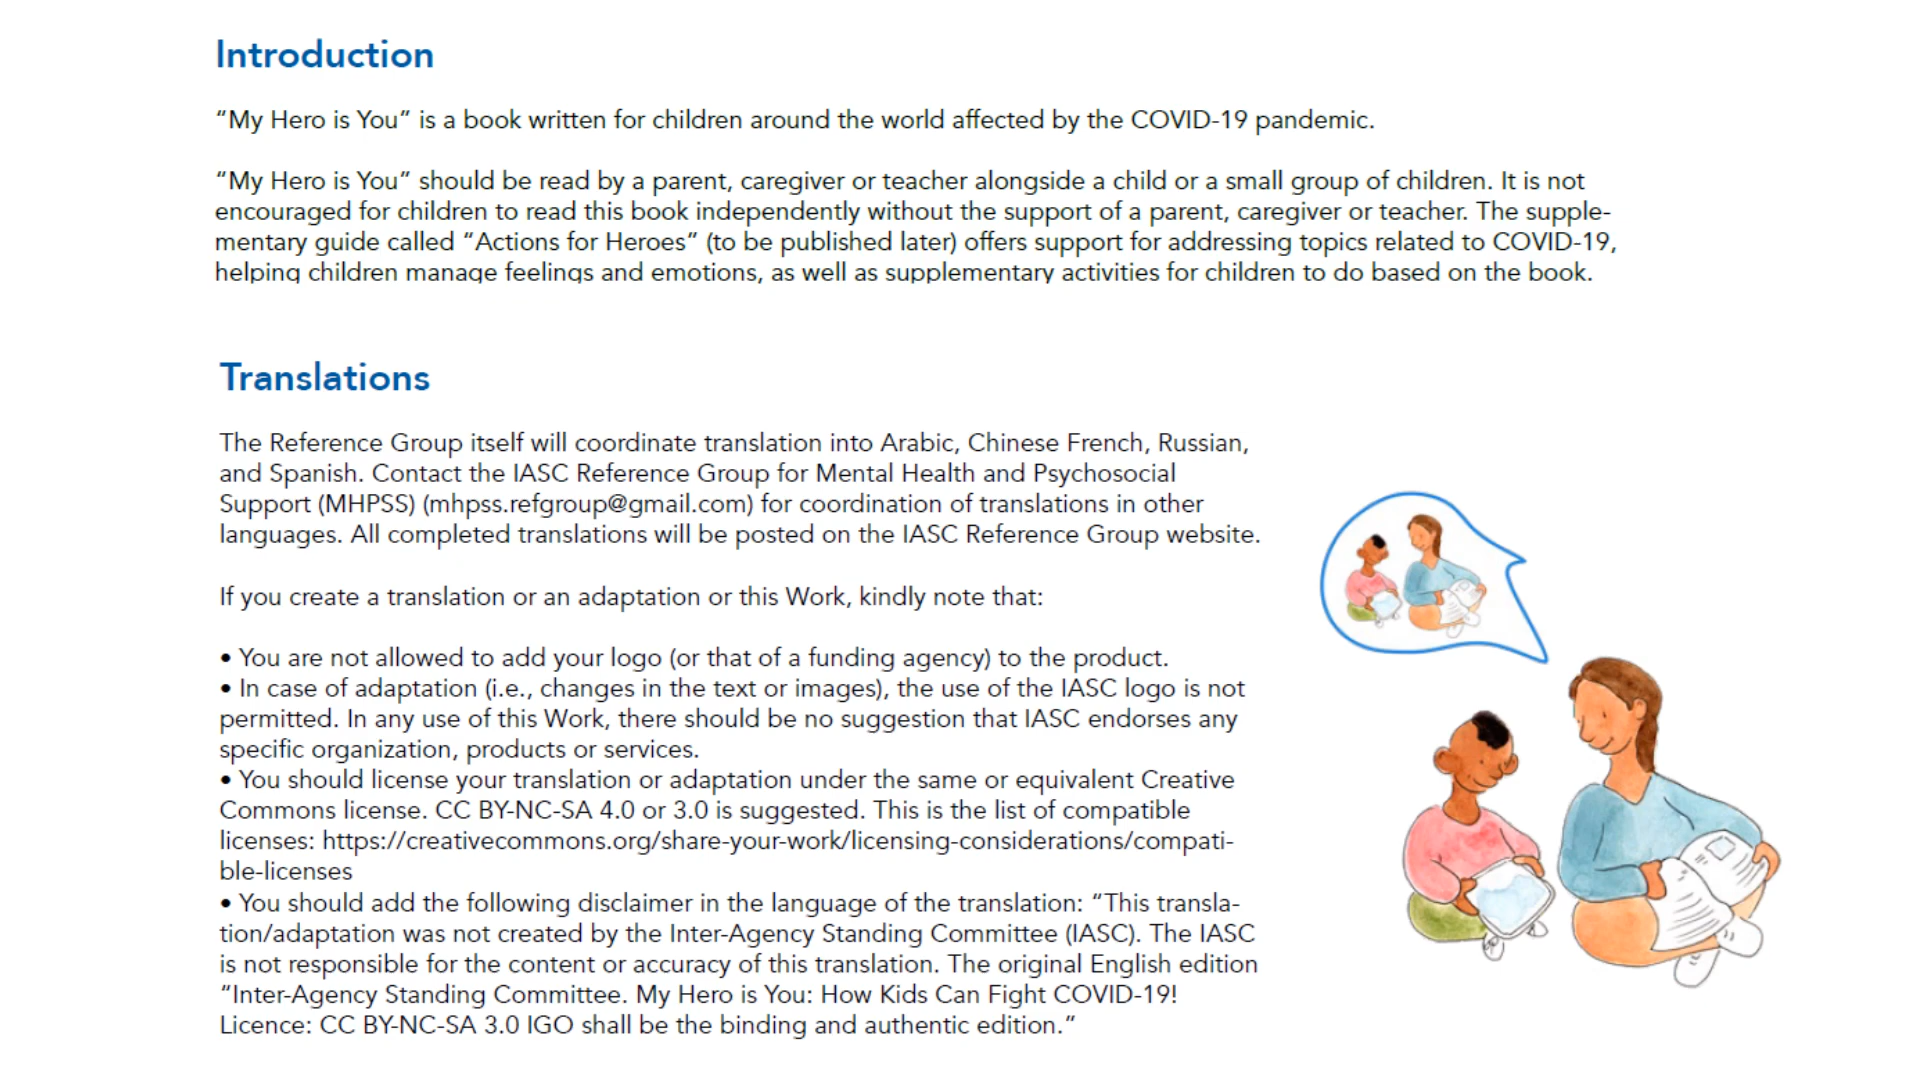 Introduction
“My Hero is You” is a book written for children around the world affected by the COVID-19 pandemic.
“My Hero is You” should be read by a parent, caregiver or teacher alongside a child or a small group of children. It is not
encouraged for children to read this book independently without the support of a parent, caregiver or teacher. The supple-
mentary guide called “Actions for Heroes” (to be published later) offers support for addressing topics related to COVID-19,
helping children manage feelings and emotions, as well as supplementary activities for children to do based on the book.
Translations
The Reference Group itself will coordinate translation into Arabic, Chinese French, Russian,
and Spanish. Contact the IASC Reference Group for Mental Health and Psychosocial
Support (MHPSS) (mhpss.refgroup@gmail.com) for coordination of translations in other
languages. All completed translations will be posted on the IASC Reference Group website.
If you create a translation or an adaptation or this Work, kindly note that:
• You are not allowed to add your logo (or that of a funding agency) to the product.
• In case of adaptation (i.e., changes in the text or images), the use of the IASC logo is not
permitted. In any use of this Work, there should be no suggestion that IASC endorses any
specific organization, products or services.
• You should license your translation or adaptation under the same or equivalent Creative
Commons license. CC BY-NC-SA 4.0 or 3.0 is suggested. This is the list of compatible
licenses: https://creativecommons.org/share-your-work/licensing-considerations/compati-
ble-licenses
• You should add the following disclaimer in the language of the translation: “This transla-
tion/adaptation was not created by the Inter-Agency Standing Committee (IASC). The IASC
is not responsible for the content or accuracy of this translation. The original English edition
“Inter-Agency Standing Committee. My Hero is You: How Kids Can Fight COVID-19!
Licence: CC BY-NC-SA 3.0 IGO shall be the binding and authentic edition.”